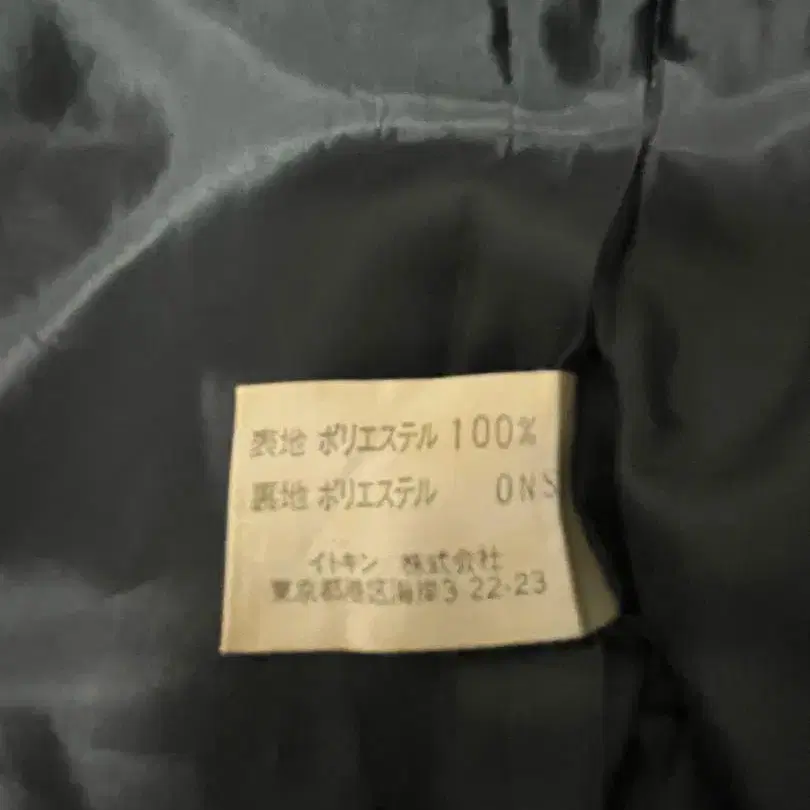 表地 ポリエステル 100%
裏地 ポリエステル ONS
イトキン 株式会社
東京都港区海岸3 22-23